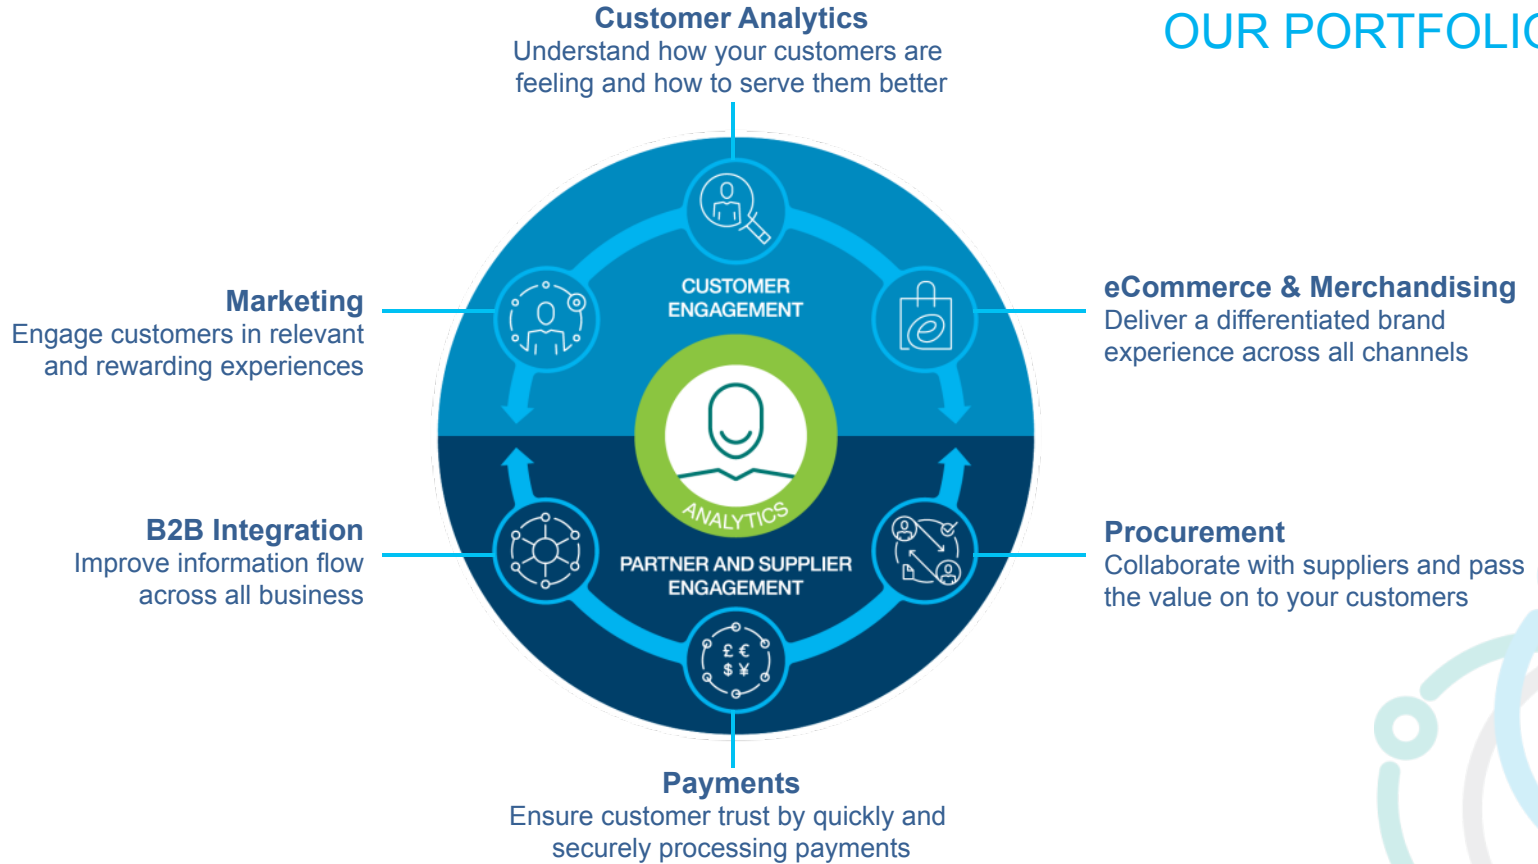 OUR PORTFOLIO
Customer Analytics
Understand how your customers are
feeling and how to serve them better
Marketing
Engage customers in relevant
and rewarding experiences
CUSTOMER
ENGAGEMENT
eCommerce & Merchandising
Deliver a differentiated brand
experience across all channels
e
ANALYTICS
B2B Integration
Improve information flow
across all business
PARTNER AND SUPPLIER
ENGAGEMENT
Procurement
Collaborate with suppliers and pass
the value on to your customers
£ €
$ ¥
Payments
Ensure customer trust by quickly and
securely processing payments